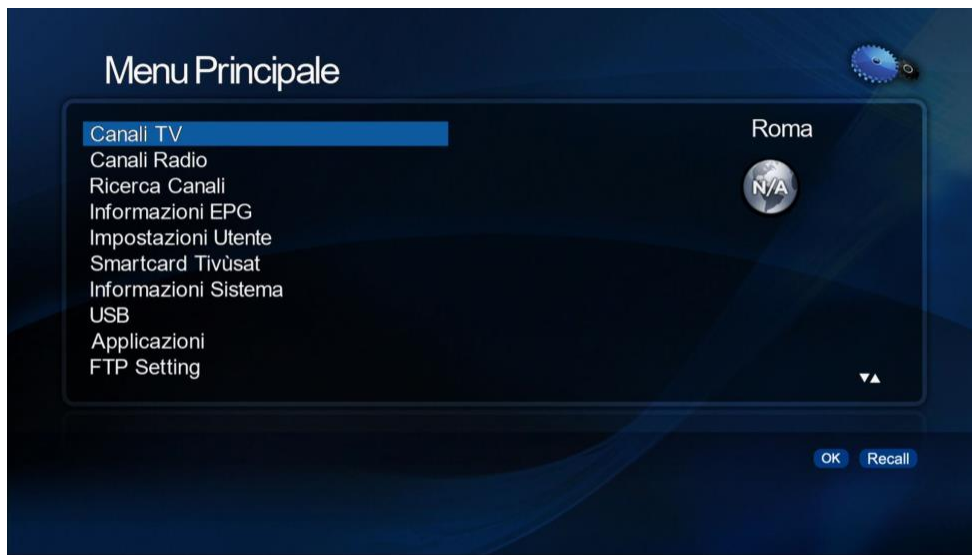 Menu Principale
Canali TV
Roma
Canali Radio
N/A
Ricerca Canali
Informazioni EPG
Impostazioni Utente
Smartcard Tivùsat
Informazioni Sistema
USB
Applicazioni
FTP Setting
OK Recall